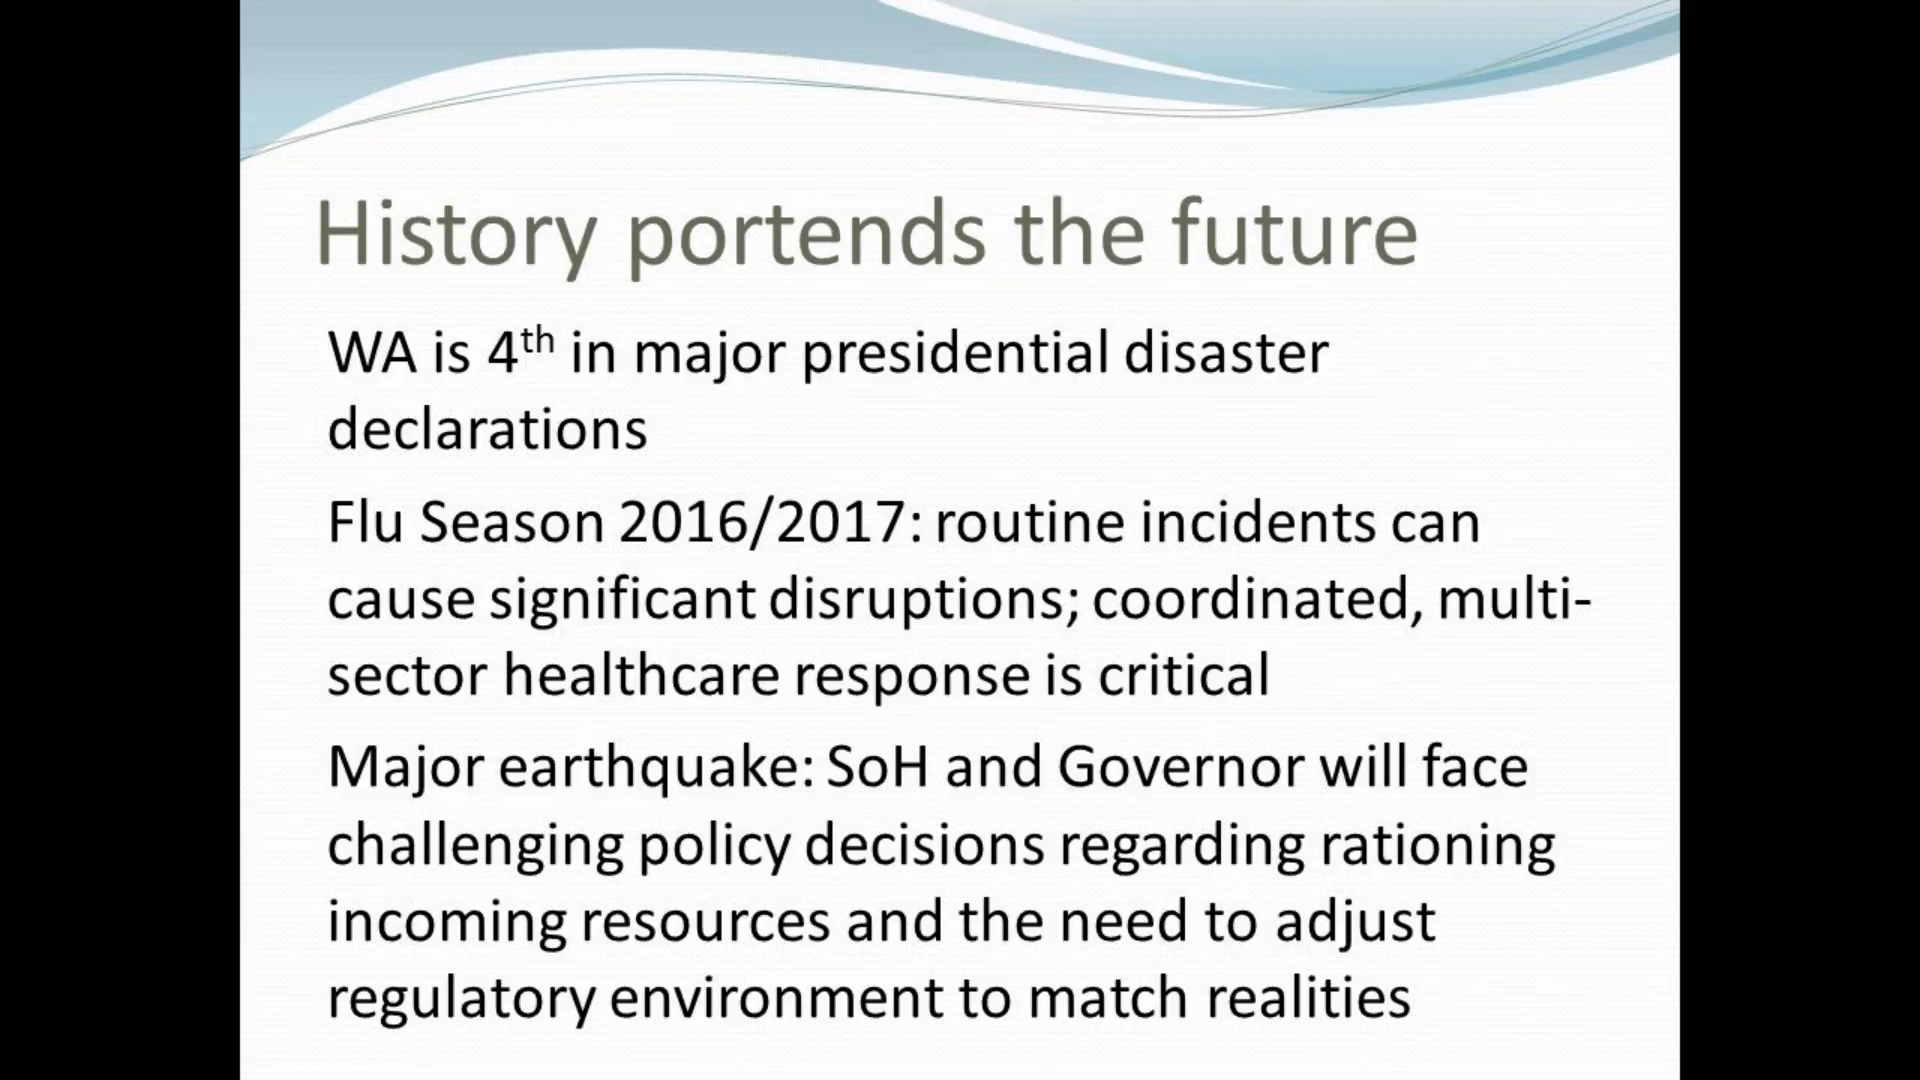 History portends the future
WA is 4th in major presidential disaster
declarations
Flu Season 2016/2017: routine incidents can
cause significant disruptions; coordinated, multi-
sector healthcare response is critical
Major earthquake: SoH and Governor will face
challenging policy decisions regarding rationing
incoming resources and the need to adjust
regulatory environment to match realities